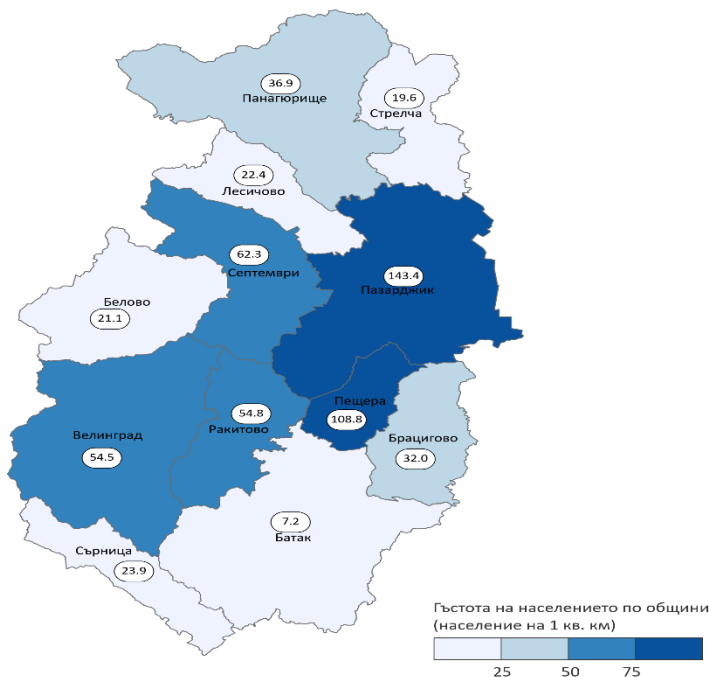 36.9
Панагюрище
19.6
Стрелча
22.4
Лесичово
62.3
Септември
143.4
Пазарджик
Белово
21.1
Пещера
108.8
54.8
Ракитово
Велинград
54.5
Брацигово
32.0
7.2
Батак
Сърница
23.9
Гъстота на населението по общини
(население на 1 кв. км)
25 50 75